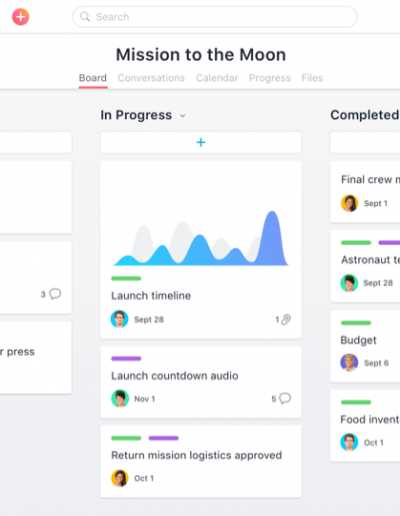 Search
Mission to the Moon
Board Conversations Calendar Progress Files
In Progress
Completed
+
Launch timeline
Sept 28
1
Launch countdown audio
Nov 1
5
Return mission logistics approved
Oct 1
3
r press
Final crew
Sept 1
Astronaut te
Sept 28
Budget
Sept 6
Food invent
Oct 1